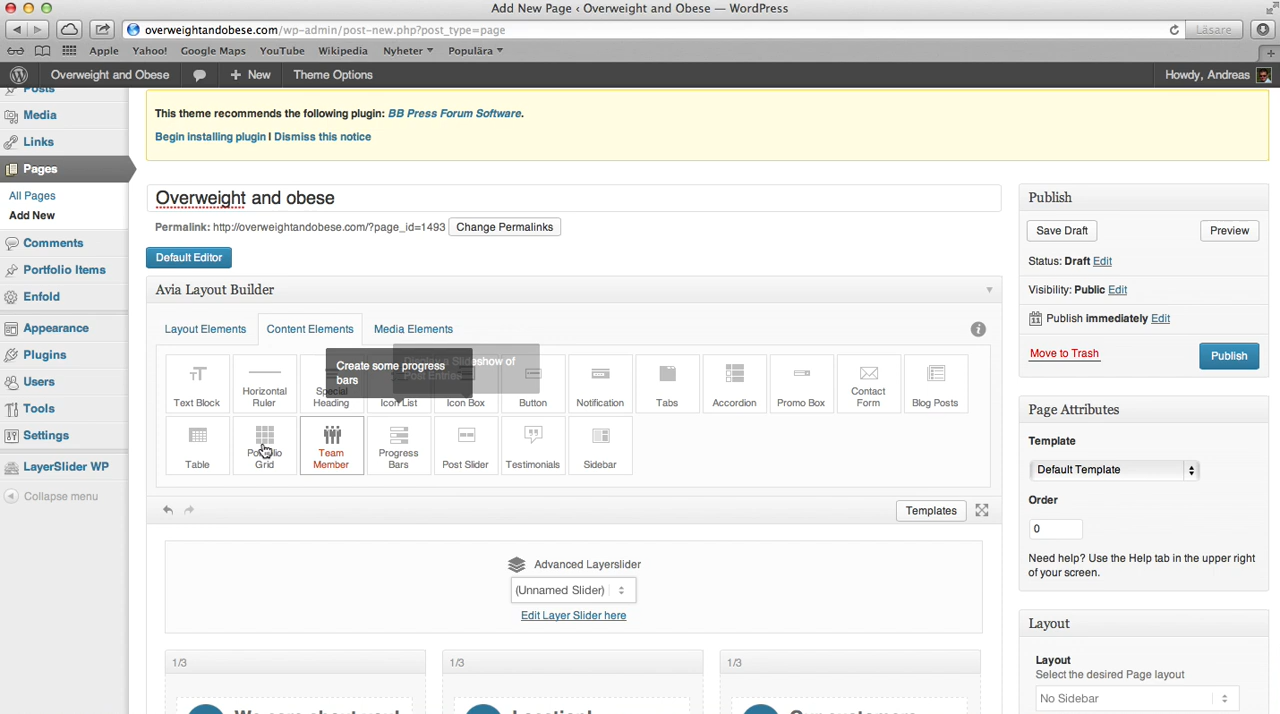 Add New Page ‹ Overweight and Obese — WordPress
overweightandobese.com/wp-admin/post-new.php?post_type=page
Läsare
Apple Yahoo! Google Maps YouTube Wikipedia Nyheter Populära
Overweight and Obese + New Theme Options Howdy, Andreas
Posts
Media
Links
Pages
All Pages
Add New
Comments
Portfolio Items
Enfold
Appearance
Plugins
Users
Tools
Settings
LayerSlider WP
Collapse menu
This theme recommends the following plugin: BB Press Forum Software.
Begin installing plugin | Dismiss this notice
Overweight and obese
Permalink: http://overweightandobese.com/?page_id=1493 Change Permalinks
Default Editor
Avia Layout Builder
Layout Elements Content Elements Media Elements
Create some progress
bars
Display a Slideshow of
Post Entries
Text Block
Horizontal
Ruler
Special
Heading
Icon List
Icon Box
Button
Notification
Tabs
Accordion
Promo Box
Contact
Form
Blog Posts
Table
Portfolio
Grid
Team
Member
Progress
Bars
Post Slider
Testimonials
Sidebar
Templates
Advanced Layerslider
(Unnamed Slider)
Edit Layer Slider here
1/3 1/3 1/3
We care about you!
Location!
Our customers
Publish
Save Draft Preview
Status: Draft Edit
Visibility: Public Edit
Publish immediately Edit
Move to Trash Publish
Page Attributes
Template
Default Template
Order
0
Need help? Use the Help tab in the upper right
of your screen.
Layout
Layout
Select the desired Page layout
No Sidebar